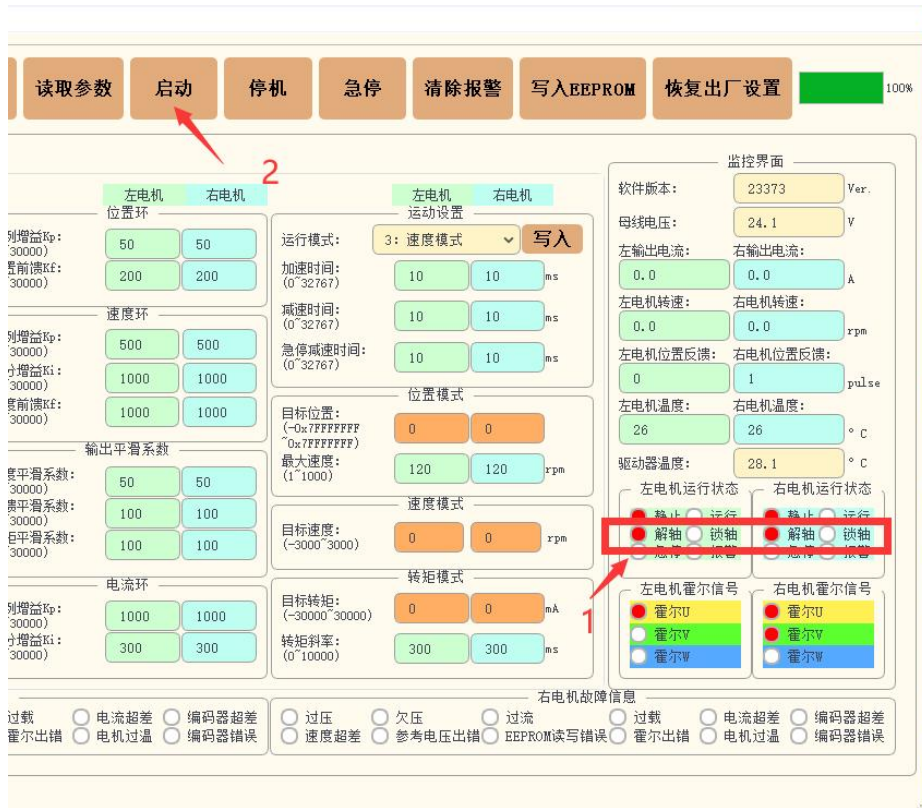 读取参数 启动 停机 急停 清除报警 写入EEPROM 恢复出厂设置 100%
2
监控界面
左电机 右电机 左电机 右电机
位置环 运动设置
软件版本: 23373 Ver.
母线电压: 24.1 V
列增益Kp: 50 50
30000)
置前馈Kf: 200 200
30000)
运行模式: 3: 速度模式 写入
加速时间: 10 10 ms
(0~32767)
减速时间: 10 10 ms
(0~32767)
急停减速时间: 10 10 ms
(0~32767)
左输出电流: 右输出电流:
0.0 0.0 A
左电机转速: 右电机转速:
0.0 0.0 rpm
左电机位置反馈: 右电机位置反馈:
0 1 pulse
左电机温度: 右电机温度:
26 26 °C
驱动器温度: 28.1 °C
速度环
列增益Kp: 500 500
30000)
分增益Ki: 1000 1000
30000)
度前馈Kf: 1000 1000
30000)
位置模式
目标位置: 0 0
(-0x7FFFFFFF
~0x7FFFFFFF)
最大速度: 120 120 rpm
(1~1000)
输出平滑系数
度平滑系数: 50 50
30000)
馈平滑系数: 100 100
30000)
矩平滑系数: 100 100
30000)
速度模式
目标速度: 0 0 rpm
(-3000~3000)
左电机运行状态 右电机运行状态
静止 运行 静止 运行
解轴 锁轴 解轴 锁轴
急停 报警 急停 报警
1
电流环
列增益Kp: 1000 1000
30000)
分增益Ki: 300 300
30000)
转矩模式
目标转矩: 0 0 mA
(-30000~30000)
转矩斜率: 300 300 ms
(0~10000)
左电机霍尔信号 右电机霍尔信号
霍尔U 霍尔U
霍尔V 霍尔V
霍尔W 霍尔W
右电机故障信息
过载 电流超差 编码器超差 过压 欠压 过流 过载 电流超差 编码器超差
霍尔出错 电机过温 编码器错误 速度超差 参考电压出错 EEPROM读写错误 霍尔出错 电机过温 编码器错误